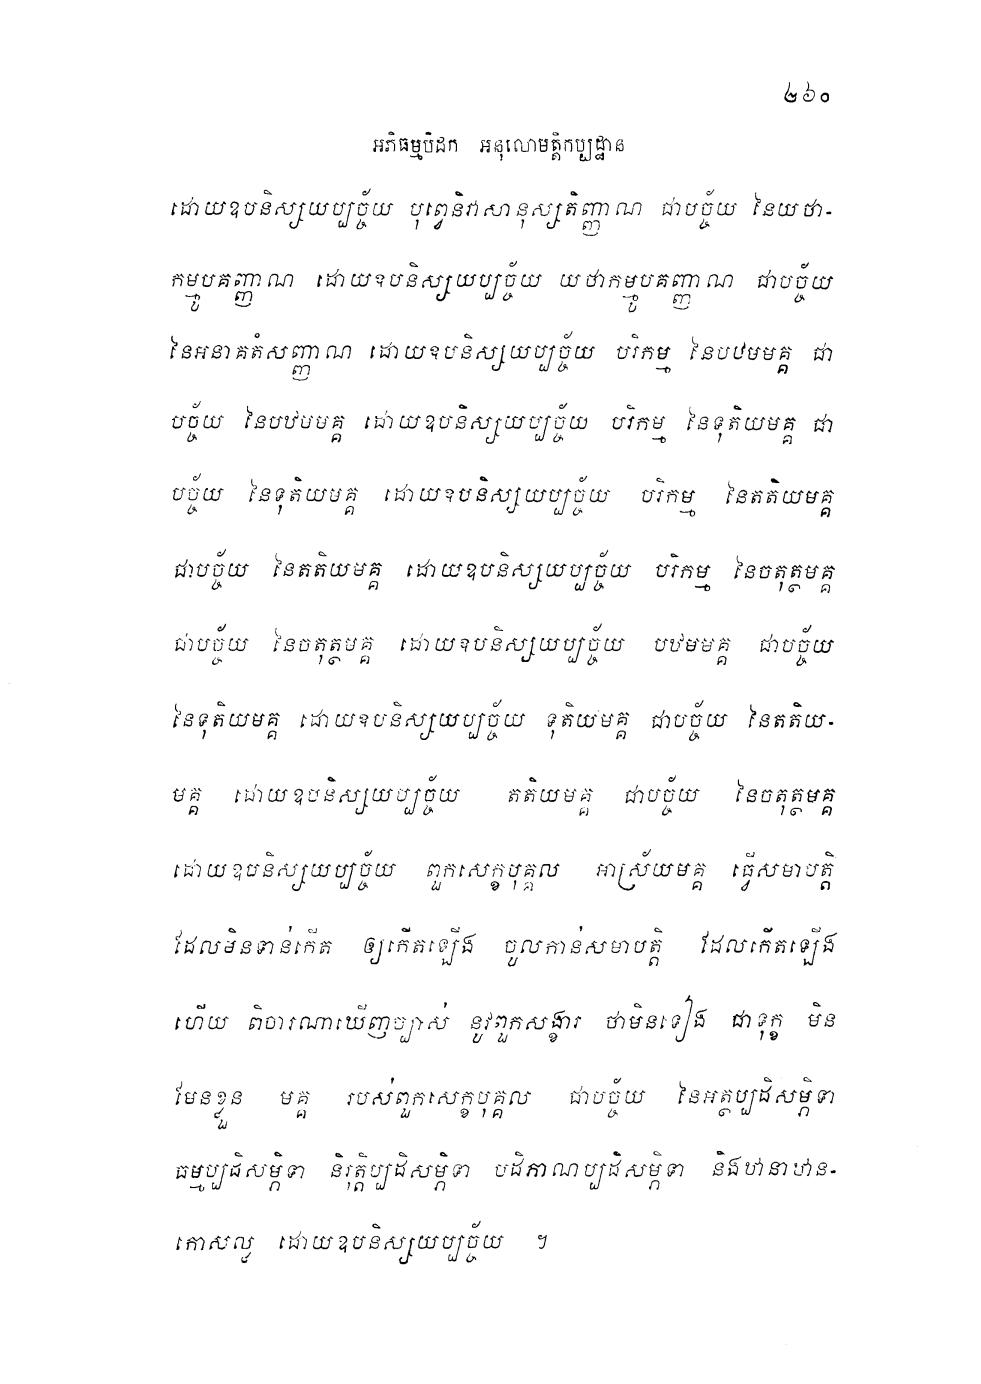 ២៦០
អភិធម្មបិដក អនុលោមត្តិកប្បដ្ឋាន
ដោយឧបនិស្សយប្បច្ច័យ បុព្វេនិវាសានុស្សតិញ្ញាណ ជាបច្ច័យ នៃយថា-
កម្មូបគញ្ញាណ ដោយឧបនិស្សយប្បច្ច័យ យថាកម្មូបគញ្ញាណ ជាបច្ច័យ
នៃអនាគតំសញ្ញាណ ដោយឧបនិស្សយប្បច្ច័យ បរិកម្ម នៃបឋមមគ្គ ជា
បច្ច័យ នៃបឋមមគ្គ ដោយឧបនិស្សយប្បច្ច័យ បរិកម្ម នៃទុតិយមគ្គ ជា
បច្ច័យ នៃទុតិយមគ្គ ដោយឧបនិស្សយប្បច្ច័យ បរិកម្ម នៃតតិយមគ្គ
ជាបច្ច័យ នៃតតិយមគ្គ ដោយឧបនិស្សយប្បច្ច័យ បរិកម្ម នៃចតុត្ថមគ្គ
ជាបច្ច័យ នៃចតុត្ថមគ្គ ដោយឧបនិស្សយប្បច្ច័យ បឋមមគ្គ ជាបច្ច័យ
នៃទុតិយមគ្គ ដោយឧបនិស្សយប្បច្ច័យ ទុតិយមគ្គ ជាបច្ច័យ នៃតតិយ-
មគ្គ ដោយឧបនិស្សយប្បច្ច័យ តតិយមគ្គ ជាបច្ច័យ នៃចតុត្ថមគ្គ
ដោយឧបនិស្សយប្បច្ច័យ ពួកសេក្ខបុគ្គល អាស្រ័យមគ្គ ធ្វើសមាបត្តិ
ដែលមិនទាន់កើត ឲ្យកើតឡើង ចូលកាន់សមាបត្តិ ដែលកើតឡើង
ហើយ ពិចារណាឃើញច្បាស់ នូវពួកសង្ខារ ថាមិនទៀង ជាទុក្ខ មិន
មែនខ្លួន មគ្គ របស់ពួកសេក្ខបុគ្គល ជាបច្ច័យ នៃអត្ថប្បដិសម្ភិទា
ធម្មប្បដិសម្ភិទា និរុត្តិប្បដិសម្ភិទា បដិភាណប្បដិសម្ភិទា និងឋានាឋាន-
កោសល្ល ដោយឧបនិស្សយប្បច្ច័យ ។